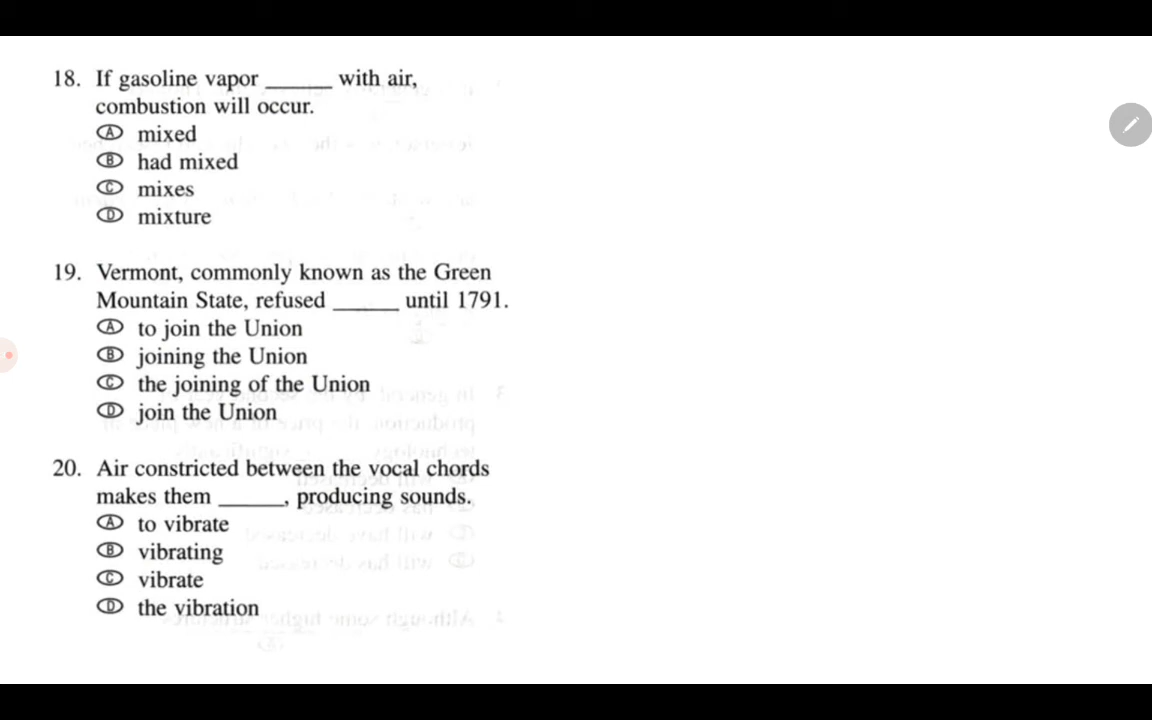 18. If gasoline vapor ______ with air,
combustion will occur.
Ⓐ mixed
Ⓑ had mixed
Ⓒ mixes
Ⓓ mixture
19. Vermont, commonly known as the Green
Mountain State, refused ______ until 1791.
Ⓐ to join the Union
Ⓑ joining the Union
Ⓒ the joining of the Union
Ⓓ join the Union
20. Air constricted between the vocal chords
makes them ______, producing sounds.
Ⓐ to vibrate
Ⓑ vibrating
Ⓒ vibrate
Ⓓ the vibration